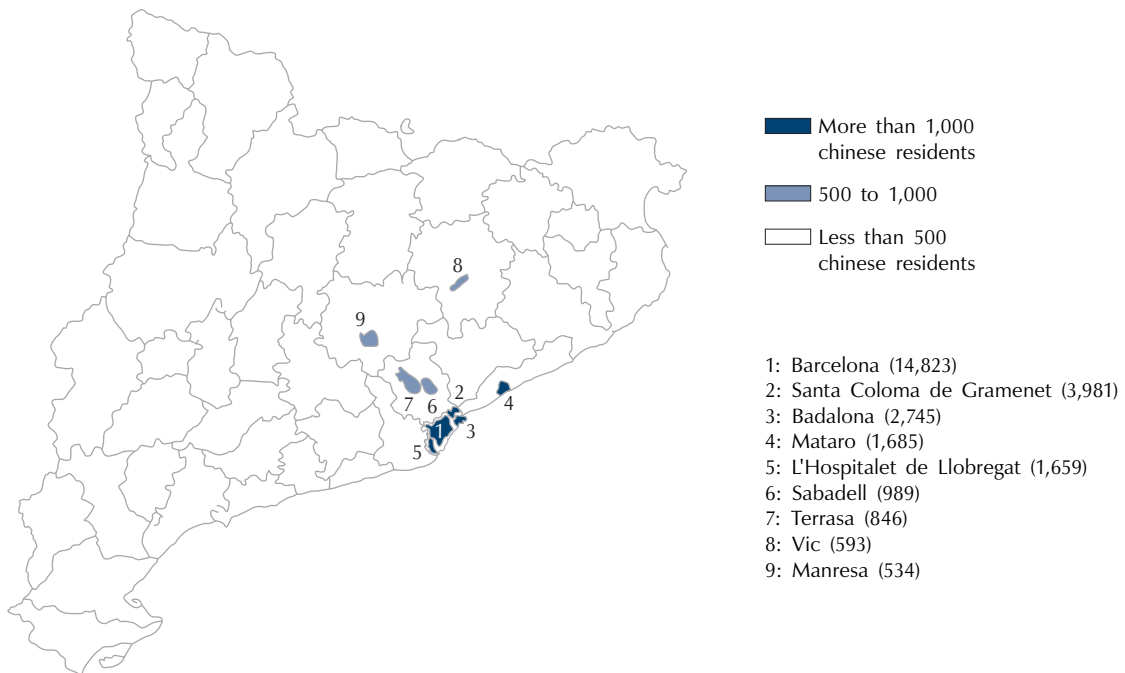 More than 1,000
chinese residents
500 to 1,000
Less than 500
chinese residents
8
9
2
7
6
4
1
3
5
1: Barcelona (14,823)
2: Santa Coloma de Gramenet (3,981)
3: Badalona (2,745)
4: Mataro (1,685)
5: L'Hospitalet de Llobregat (1,659)
6: Sabadell (989)
7: Terrasa (846)
8: Vic (593)
9: Manresa (534)